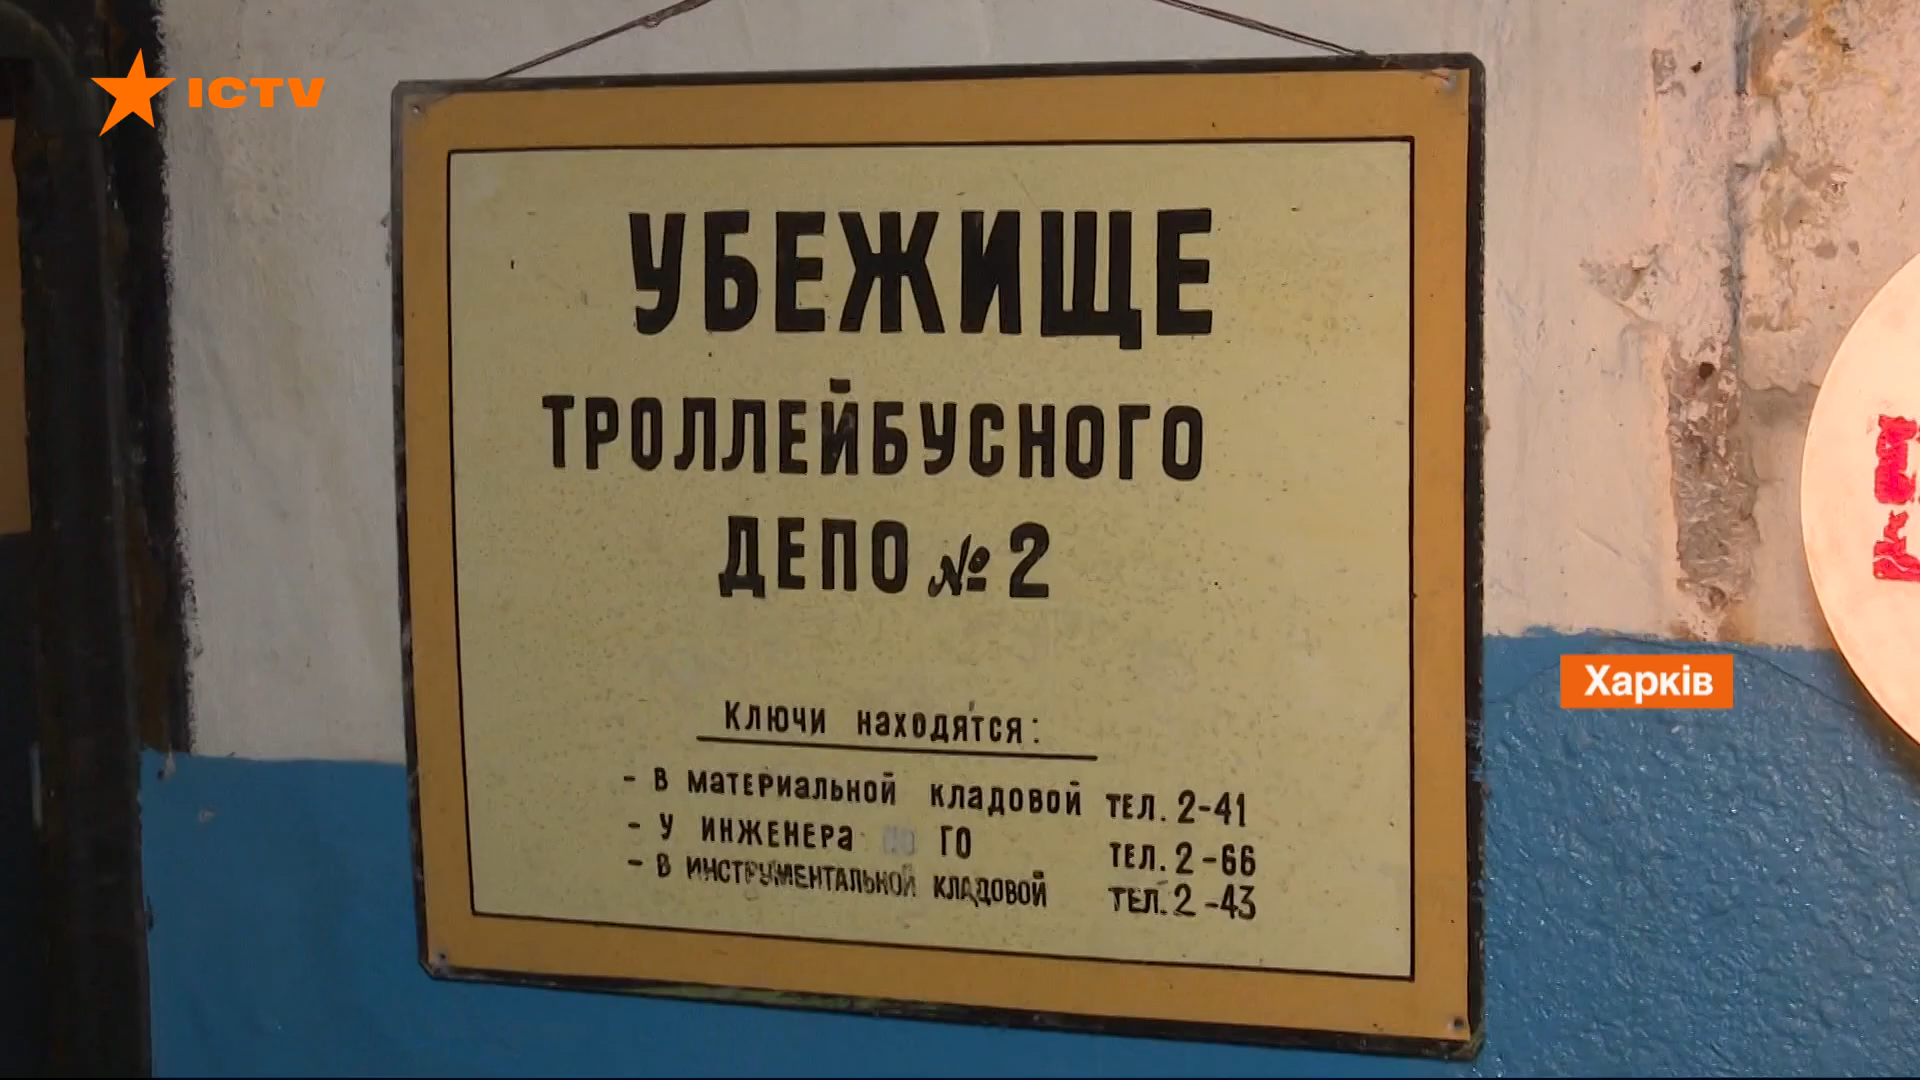 ICTV
УБЕЖИЩЕ
ТРОЛЛЕЙБУСНОГО
ДЕПО № 2
Ключи находятся:
- В материальной кладовой тел. 2-41
- У инженера ГО тел. 2-66
- В инструментальной кладовой тел. 2-43
Харків